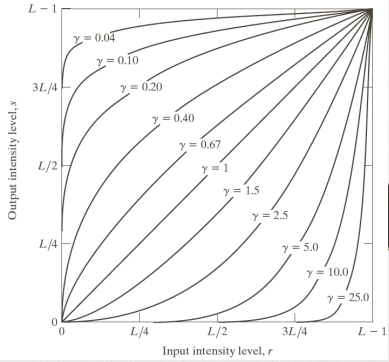 L − 1
γ = 0.04
γ = 0.10
3L/4
γ = 0.20
γ = 0.40
γ = 0.67
L/2
γ = 1
γ = 1.5
γ = 2.5
L/4
γ = 5.0
γ = 10.0
γ = 25.0
0
0 L/4 L/2 3L/4 L − 1
Output intensity level, s
Input intensity level, r